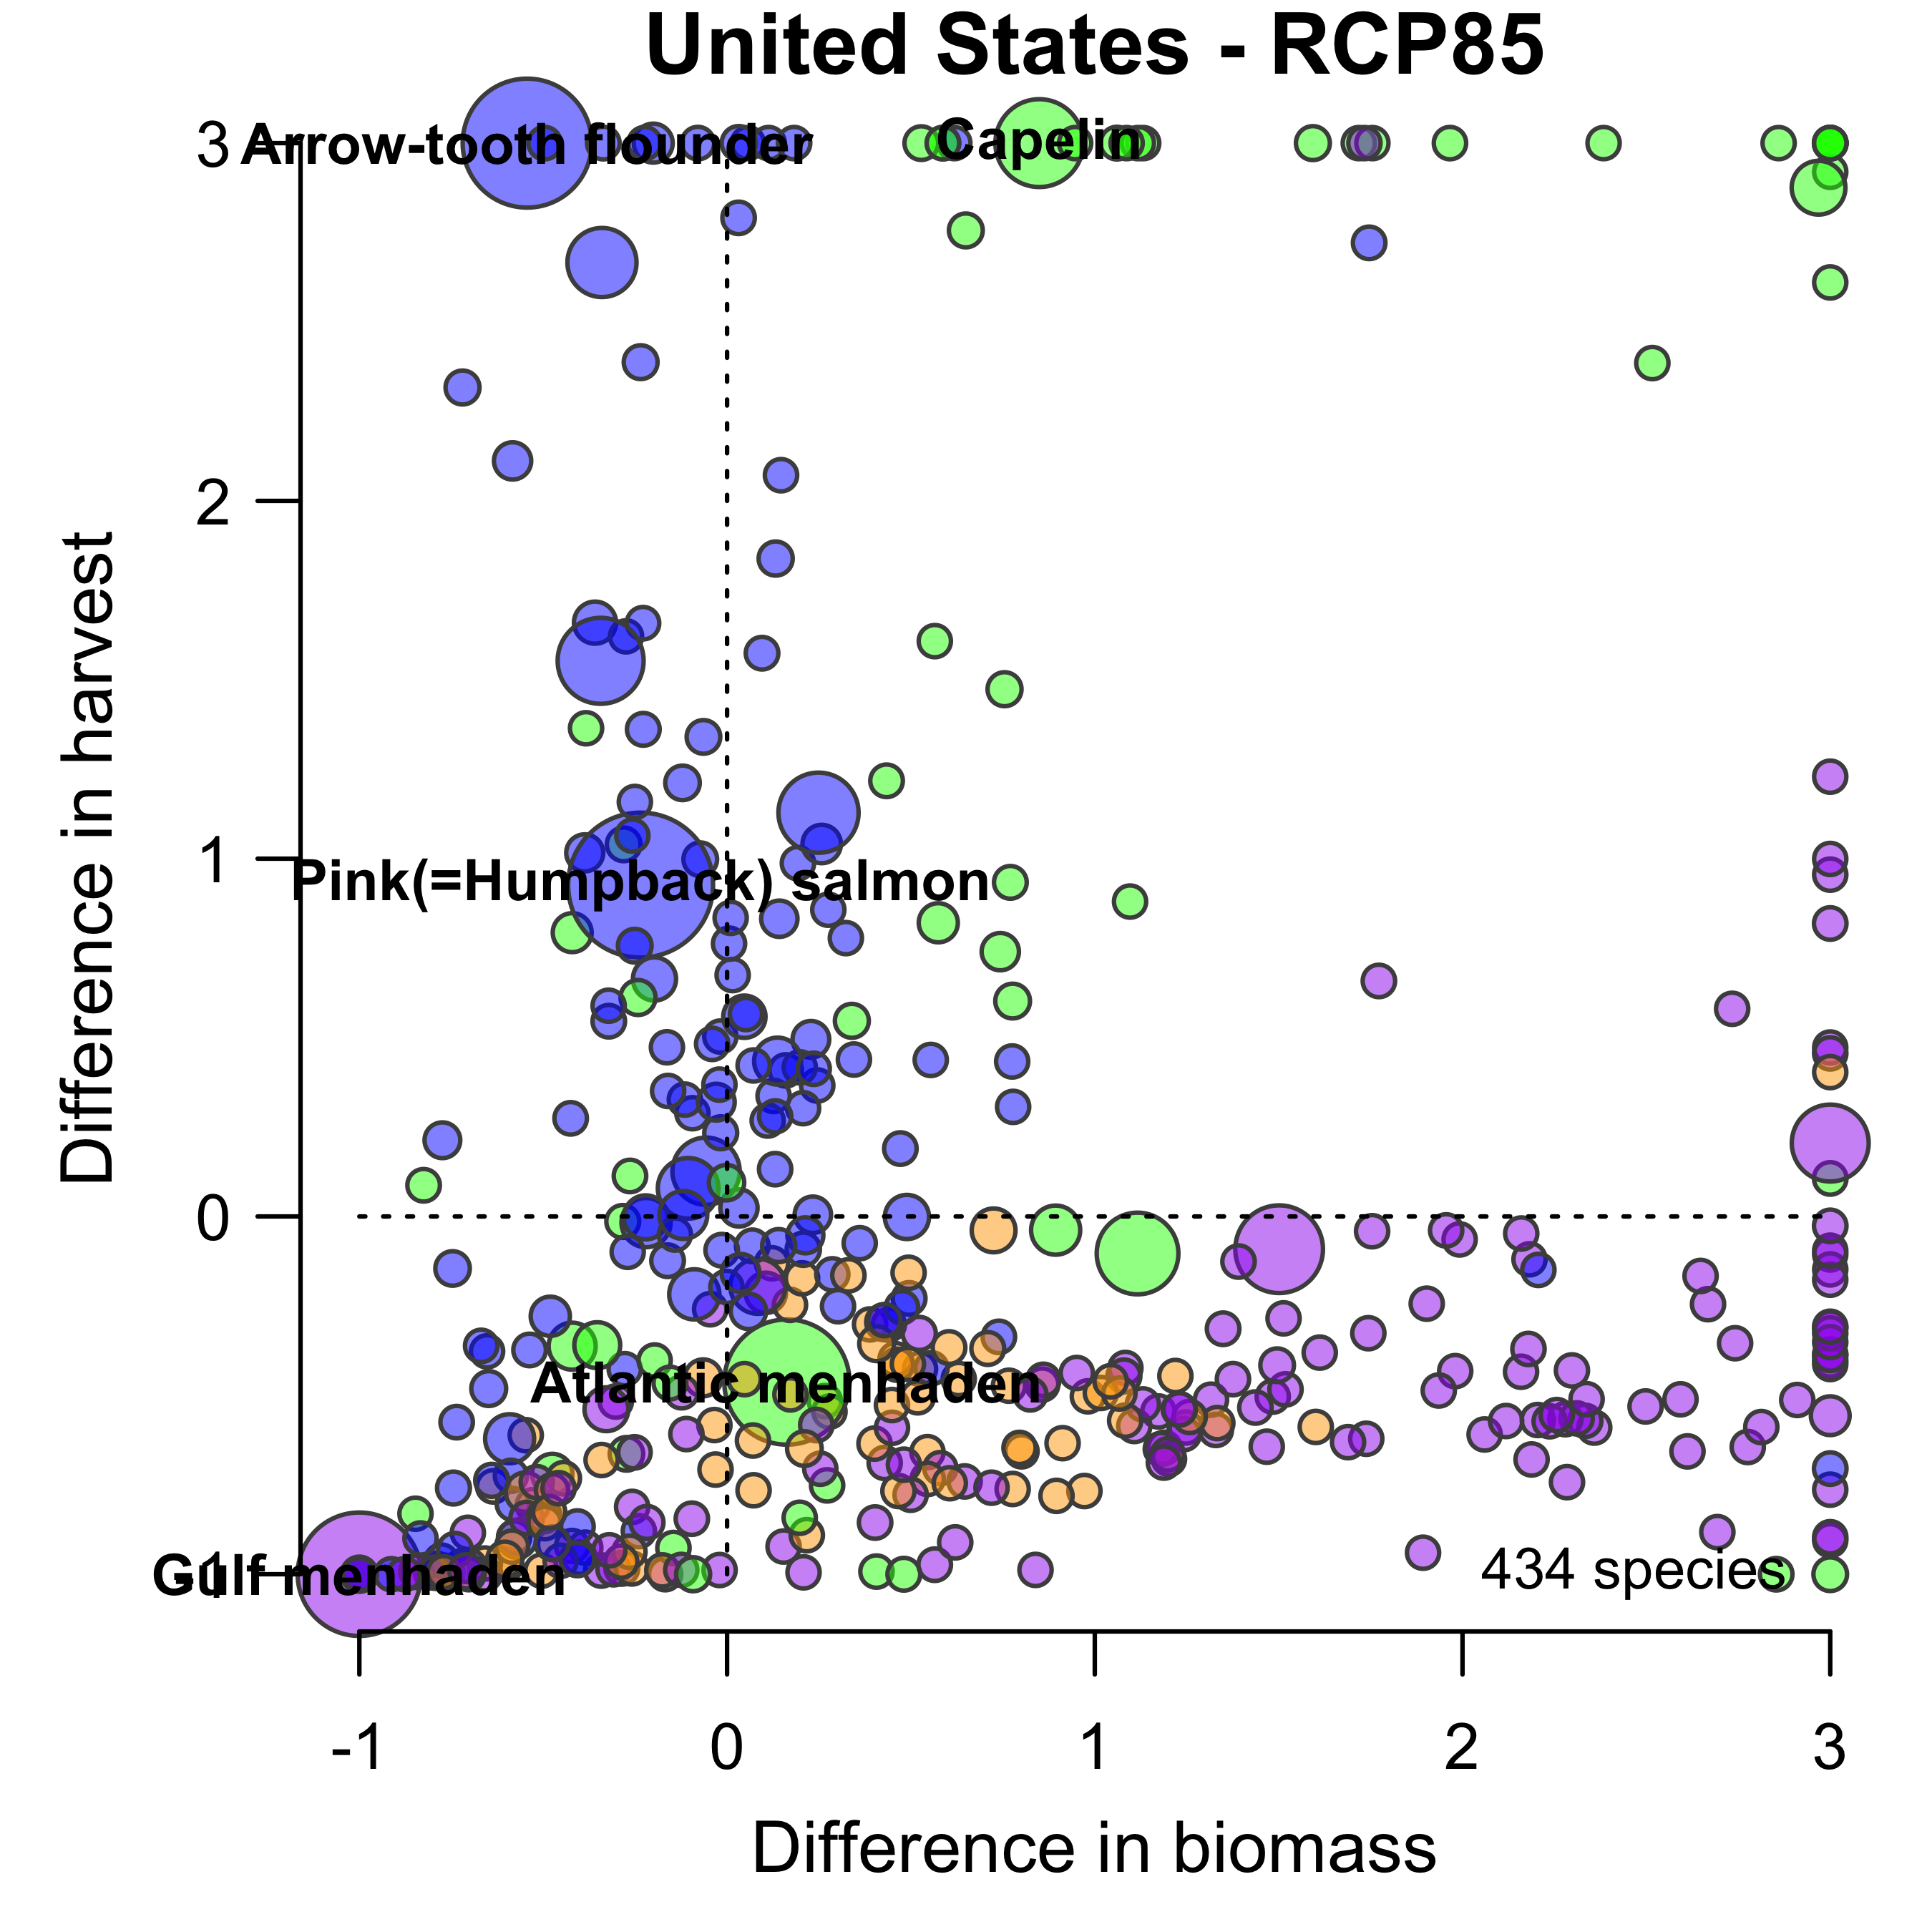 United States - RCP85
Arrow-tooth flounder
Capelin
3
2
1
0
-1
Difference in harvest
Pink(=Humpback) salmon
Atlantic menhaden
Gulf menhaden
434 species
-1 0 1 2 3
Difference in biomass